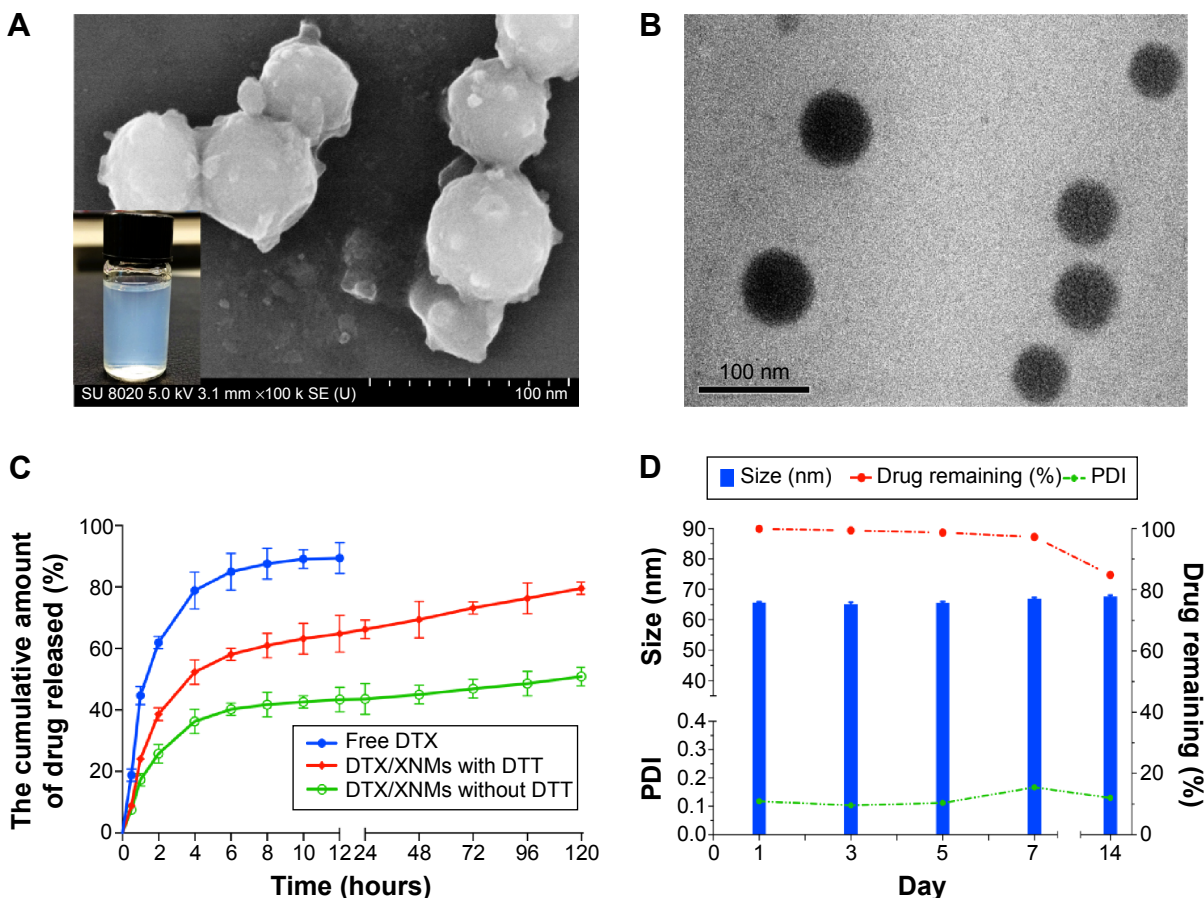 A
SU 8020 5.0 kV 3.1 mm ×100 k SE (U)
100 nm
B
100 nm
C
The cumulative amount
of drug released (%)
100
80
60
40
20
0
Free DTX
DTX/XNMs with DTT
DTX/XNMs without DTT
0 2 4 6 8 10 12 24 48 72 96 120
Time (hours)
D
Size (nm) Drug remaining (%) PDI
Size (nm)
90
80
70
60
50
40
PDI
0.4
0.3
0.2
0.1
0.0
Drug remaining (%)
100
80
60
40
20
0
0 1 3 5 7 14
Day